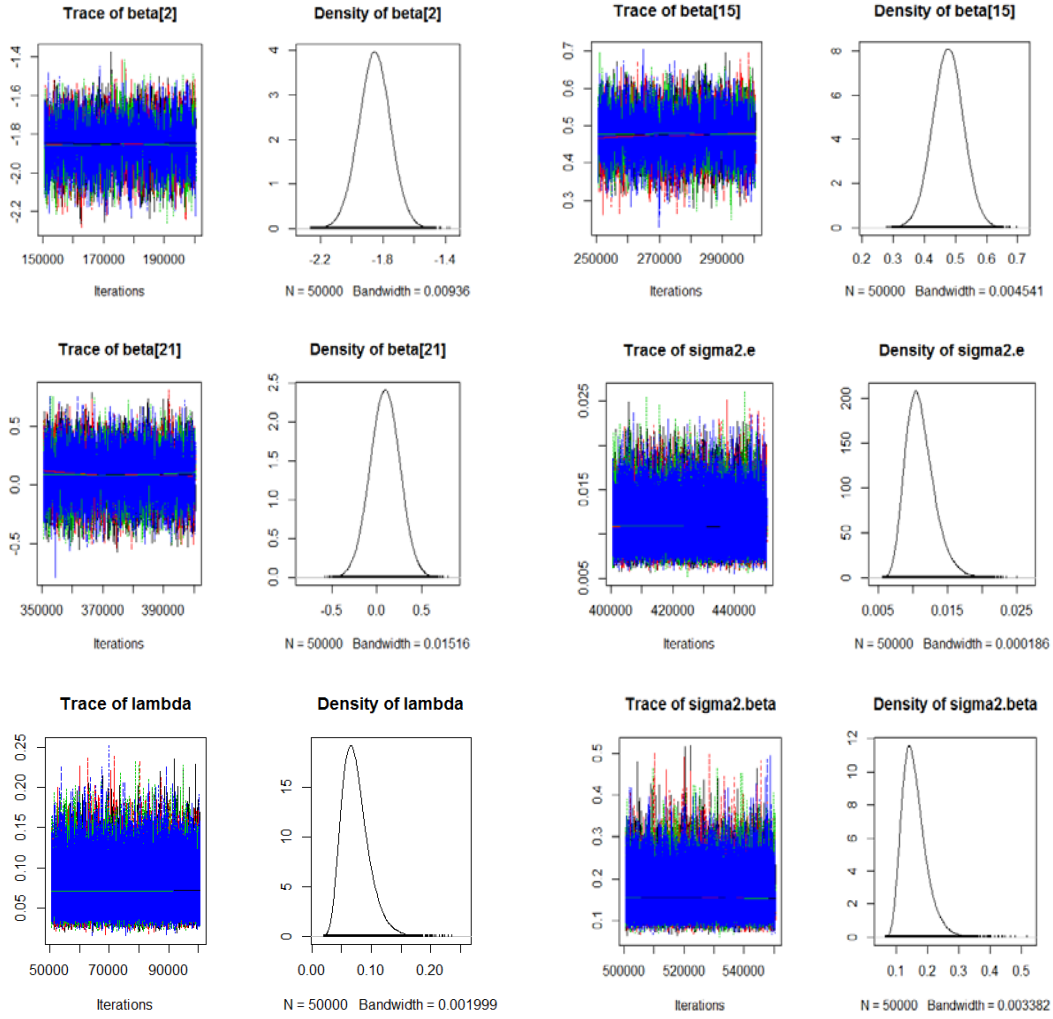 Trace of beta[2]
-1.4
-1.6
-1.8
-2.0
-2.2
150000 170000 190000
Iterations
Density of beta[2]
4
3
2
1
0
-2.2 -1.8 -1.4
N = 50000 Bandwidth = 0.00936
Trace of beta[15]
0.7
0.6
0.5
0.4
0.3
250000 270000 290000
Iterations
Density of beta[15]
8
6
4
2
0
0.2 0.3 0.4 0.5 0.6 0.7
N = 50000 Bandwidth = 0.004541
Trace of beta[21]
0.5
0.0
-0.5
350000 370000 390000
Iterations
Density of beta[21]
2.5
2.0
1.5
1.0
0.5
0.0
-0.5 0.0 0.5
N = 50000 Bandwidth = 0.01516
Trace of sigma2.e
0.025
0.015
0.005
400000 420000 440000
Iterations
Density of sigma2.e
200
150
100
50
0
0.005 0.015 0.025
N = 50000 Bandwidth = 0.000186
Trace of lambda
0.25
0.20
0.15
0.10
0.05
50000 70000 90000
Iterations
Density of lambda
15
10
5
0
0.00 0.10 0.20
N = 50000 Bandwidth = 0.001999
Trace of sigma2.beta
0.5
0.4
0.3
0.2
0.1
500000 520000 540000
Iterations
Density of sigma2.beta
12
10
8
6
4
2
0
0.1 0.2 0.3 0.4 0.5
N = 50000 Bandwidth = 0.003382